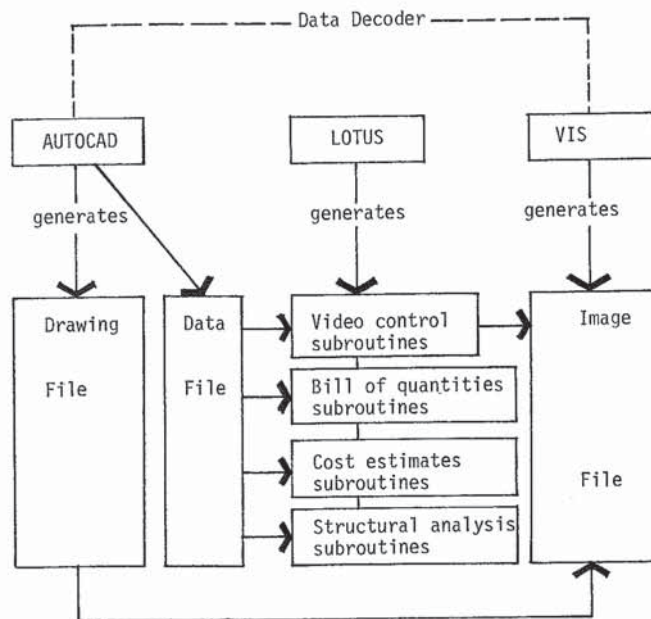 Data Decoder
AUTOCAD
LOTUS
VIS
generates
generates
generates
Drawing
File
Data
File
Video control
subroutines
Bill of quantities
subroutines
Cost estimates
subroutines
Structural analysis
subroutines
Image
File